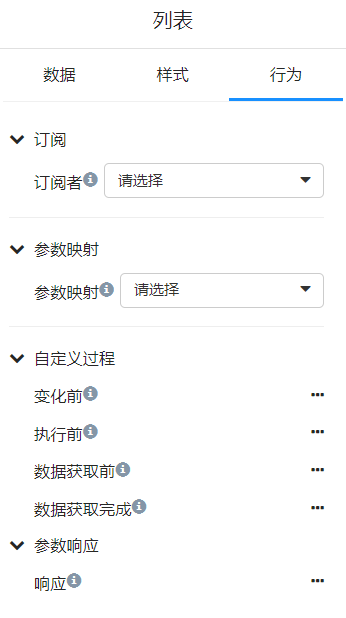 列表
数据 样式 行为
订阅
订阅者 请选择
参数映射
参数映射 请选择
自定义过程
变化前
执行前
数据获取前
数据获取完成
参数响应
响应